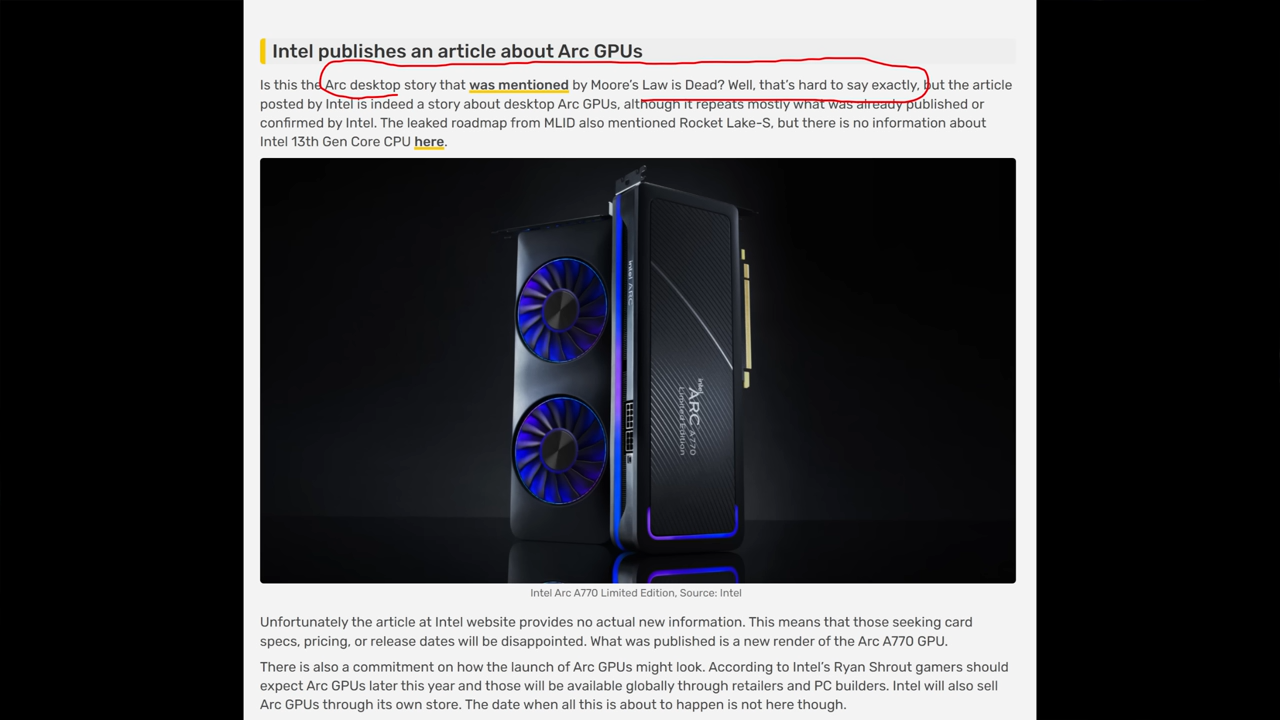 Intel publishes an article about Arc GPUs
Is this the Arc desktop story that was mentioned by Moore's Law is Dead? Well, that's hard to say exactly, but the article
posted by Intel is indeed a story about desktop Arc GPUs, although it repeats mostly what was already published or
confirmed by Intel. The leaked roadmap from MLID also mentioned Rocket Lake-S, but there is no information about
Intel 13th Gen Core CPU here.
intel ARC
intel
ARC A770
Limited Edition
Intel Arc A770 Limited Edition, Source: Intel
Unfortunately the article at Intel website provides no actual new information. This means that those seeking card
specs, pricing, or release dates will be disappointed. What was published is a new render of the Arc A770 GPU.
There is also a commitment on how the launch of Arc GPUs might look. According to Intel's Ryan Shrout gamers should
expect Arc GPUs later this year and those will be available globally through retailers and PC builders. Intel will also sell
Arc GPUs through its own store. The date when all this is about to happen is not here though.